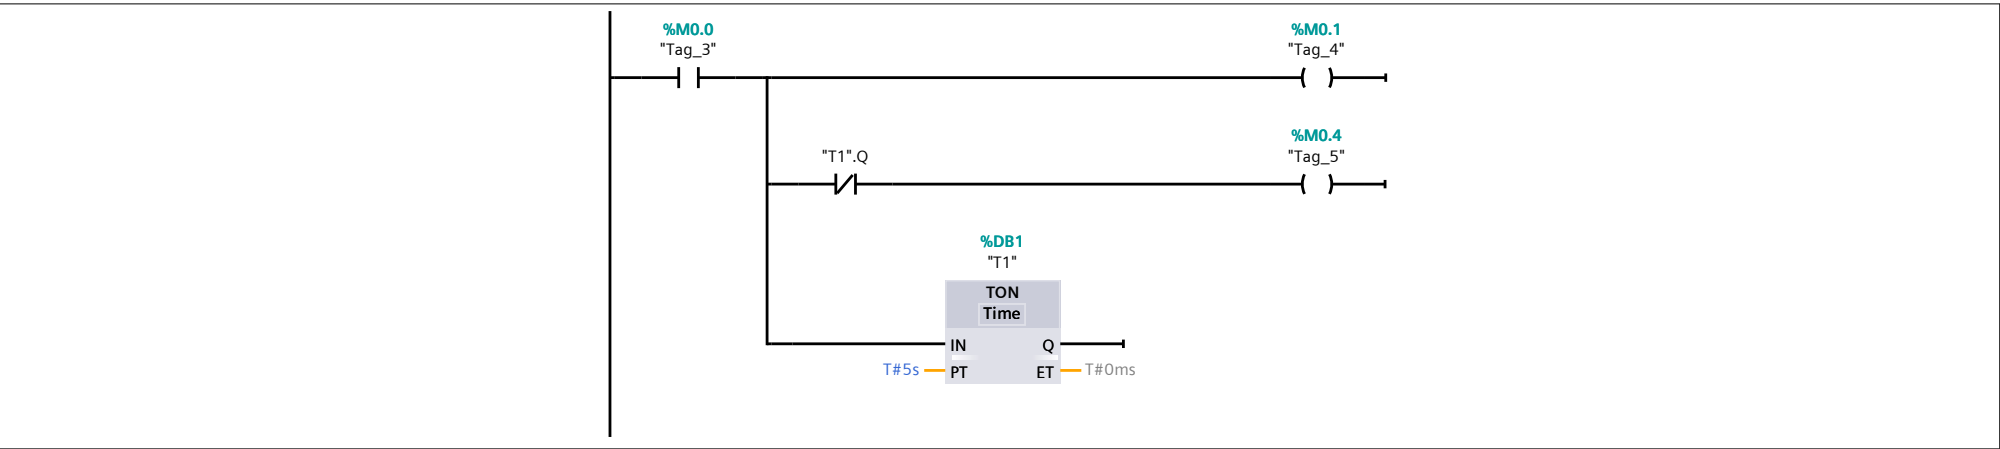 %M0.0
"Tag_3"
%M0.1
"Tag_4"
"T1".Q
%M0.4
"Tag_5"
%DB1
"T1"
TON
Time
IN
Q
T#5s
PT
ET
T#0ms